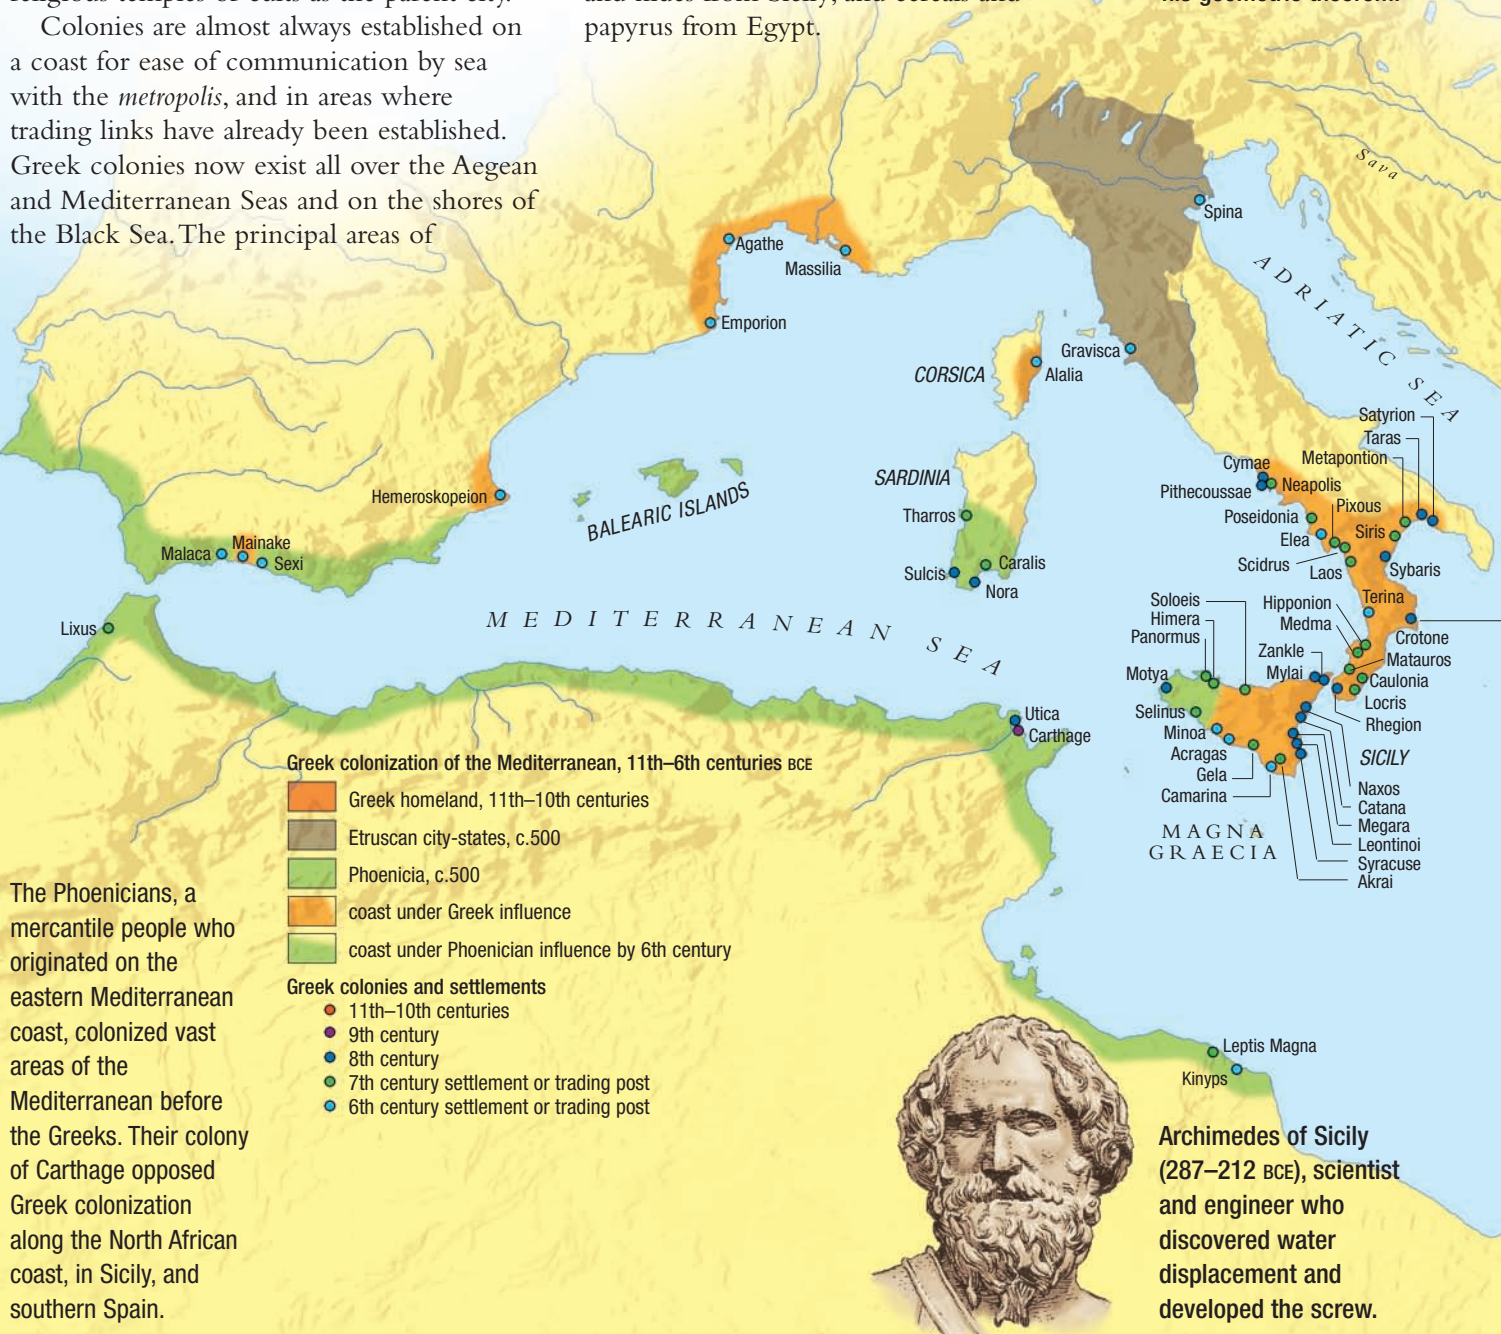 Colonies are almost always established on
a coast for ease of communication by sea
with the metropolis, and in areas where
trading links have already been established.
Greek colonies now exist all over the Aegean
and Mediterranean Seas and on the shores of
the Black Sea. The principal areas of
papyrus from Egypt.
Sava
Spina
ADRIATIC SEA
Agathe
Massilia
Emporion
Gravisca
CORSICA
Alalia
Satyrion
Taras
Metapontion
Cymae
Neapolis
Pithecoussae
Pixous
Poseidonia
Siris
Elea
Scidrus
Laos
Sybaris
SARDINIA
Tharros
Caralis
Sulcis
Nora
Hemeroskopeion
BALEARIC ISLANDS
Malaca
Mainake
Sexi
Lixus
MEDITERRANEAN SEA
Soloeis
Himera
Panormus
Hipponion
Medma
Terina
Crotone
Zankle
Mylai
Matauros
Caulonia
Locris
Rhegion
Motya
Selinus
Minoa
Acragas
Gela
Camarina
SICILY
Naxos
Catana
Megara
Leontinoi
Syracuse
Akrai
MAGNA
GRAECIA
Utica
Carthage
Greek colonization of the Mediterranean, 11th–6th centuries BCE
Greek homeland, 11th–10th centuries
Etruscan city-states, c.500
Phoenicia, c.500
coast under Greek influence
coast under Phoenician influence by 6th century
Greek colonies and settlements
11th–10th centuries
9th century
8th century
7th century settlement or trading post
6th century settlement or trading post
The Phoenicians, a
mercantile people who
originated on the
eastern Mediterranean
coast, colonized vast
areas of the
Mediterranean before
the Greeks. Their colony
of Carthage opposed
Greek colonization
along the North African
coast, in Sicily, and
southern Spain.
Leptis Magna
Kinyps
Archimedes of Sicily
(287–212 BCE), scientist
and engineer who
discovered water
displacement and
developed the screw.